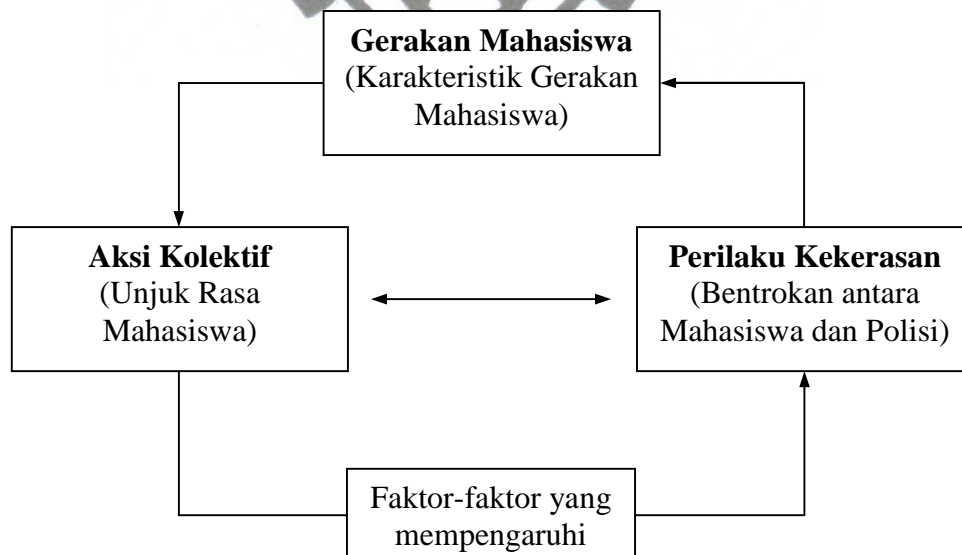 Gerakan Mahasiswa
(Karakteristik Gerakan
Mahasiswa)
Aksi Kolektif
(Unjuk Rasa
Mahasiswa)
Perilaku Kekerasan
(Bentrokan antara
Mahasiswa dan Polisi)
Faktor-faktor yang
mempengaruhi